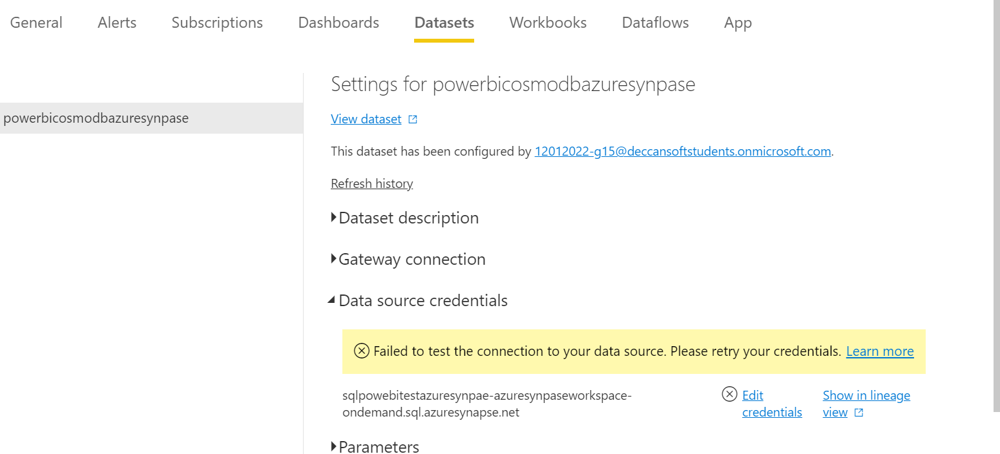 General Alerts Subscriptions Dashboards Datasets Workbooks Dataflows App
powerbicosmodbazuresynpase
Settings for powerbicosmodbazuresynpase
View dataset
This dataset has been configured by 12012022-g15@deccansoftstudents.onmicrosoft.com.
Refresh history
Dataset description
Gateway connection
Data source credentials
Failed to test the connection to your data source. Please retry your credentials. Learn more
sqlpowebitestazuresynpae-azuresynpaseworkspace-
ondemand.sql.azuresynapse.net
Edit
credentials
Show in lineage
view
Parameters